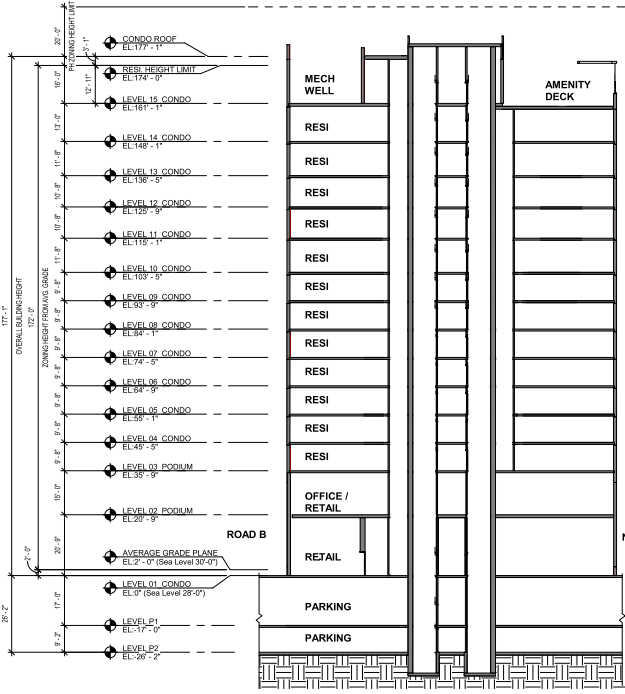 PH ZONING HEIGHT LIMIT
20' - 0"
CONDO ROOF
EL:177' - 1"
3' - 1"
RESI. HEIGHT LIMIT
EL:174' - 0"
16' - 0"
12' - 11"
LEVEL 15 CONDO
EL:161' - 1"
13' - 0"
LEVEL 14 CONDO
EL:148' - 1"
11' - 8"
LEVEL 13 CONDO
EL:136' - 5"
10' - 8"
LEVEL 12 CONDO
EL:125' - 9"
10' - 8"
LEVEL 11 CONDO
EL:115' - 1"
11' - 8"
LEVEL 10 CONDO
EL:103' - 5"
9' - 8"
LEVEL 09 CONDO
EL:93' - 9"
9' - 8"
LEVEL 08 CONDO
EL:84' - 1"
9' - 8"
LEVEL 07 CONDO
EL:74' - 5"
9' - 8"
LEVEL 06 CONDO
EL:64' - 9"
9' - 8"
LEVEL 05 CONDO
EL:55' - 1"
9' - 8"
LEVEL 04 CONDO
EL:45' - 5"
9' - 8"
LEVEL 03 PODIUM
EL:35' - 9"
15' - 0"
LEVEL 02 PODIUM
EL:20' - 9"
20' - 9"
2' - 0"
AVERAGE GRADE PLANE
EL:2' - 0" (Sea Level 30'-0")
LEVEL 01 CONDO
EL:0" (Sea Level 28'-0")
17' - 0"
LEVEL P1
EL:-17' - 0"
9' - 2"
LEVEL P2
EL:-26' - 2"
177' - 1"
OVERALL BUILDING HEIGHT
172' - 0"
ZONING HEIGHT FROM AVG. GRADE
26' - 2"
MECH
WELL
AMENITY
DECK
RESI
RESI
RESI
RESI
RESI
RESI
RESI
RESI
RESI
RESI
RESI
RESI
OFFICE /
RETAIL
ROAD B
RETAIL
PARKING
PARKING